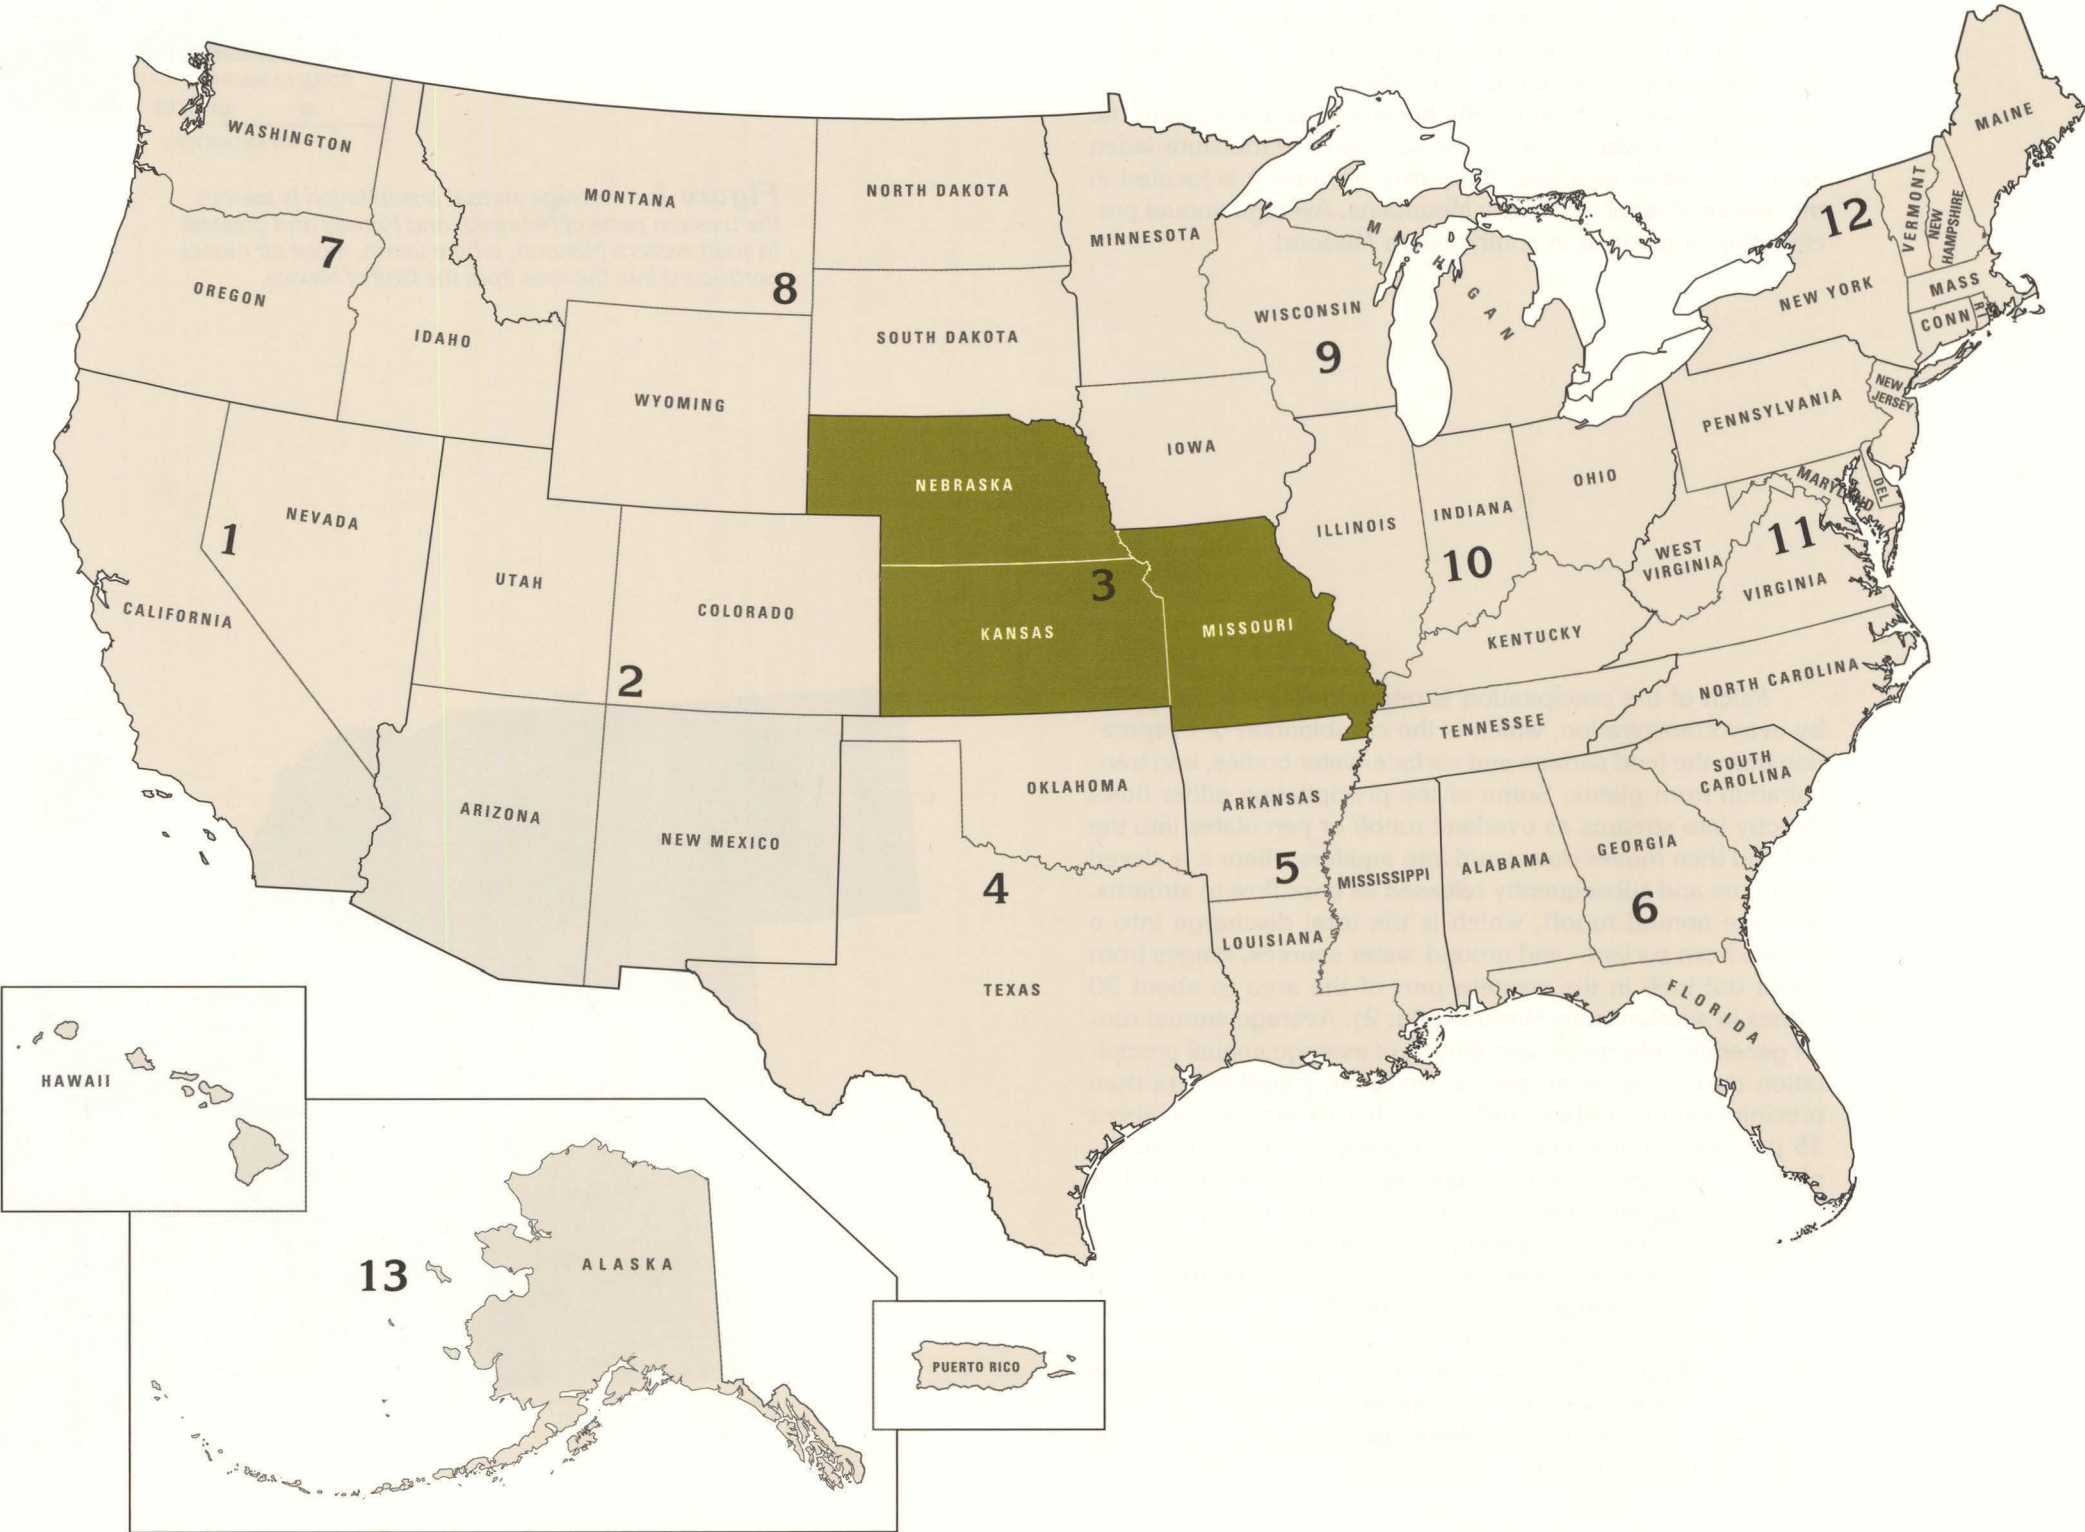 WASHINGTON
MONTANA
NORTH DAKOTA
MINNESOTA
MICHIGAN
MAINE
VERMONT
NEW
HAMPSHIRE
12
7
8
OREGON
IDAHO
SOUTH DAKOTA
WISCONSIN
9
NEW YORK
MASS
CONN
RI
WYOMING
NEBRASKA
IOWA
PENNSYLVANIA
NEW
JERSEY
OHIO
INDIANA
ILLINOIS
10
MARYLAND
DEL
11
WEST
VIRGINIA
VIRGINIA
1
NEVADA
UTAH
COLORADO
3
KANSAS
MISSOURI
KENTUCKY
CALIFORNIA
2
NORTH CAROLINA
TENNESSEE
SOUTH
CAROLINA
ARIZONA
NEW MEXICO
OKLAHOMA
ARKANSAS
4
5
MISSISSIPPI
ALABAMA
GEORGIA
6
LOUISIANA
TEXAS
FLORIDA
HAWAII
13
ALASKA
PUERTO RICO